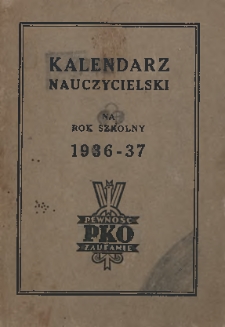 KALENDARZ
NAUCZYCIELSKI
NA
ROK SZKOLNY
1936-37
PEWNOŚĆ
PKO
ZAUFANIE